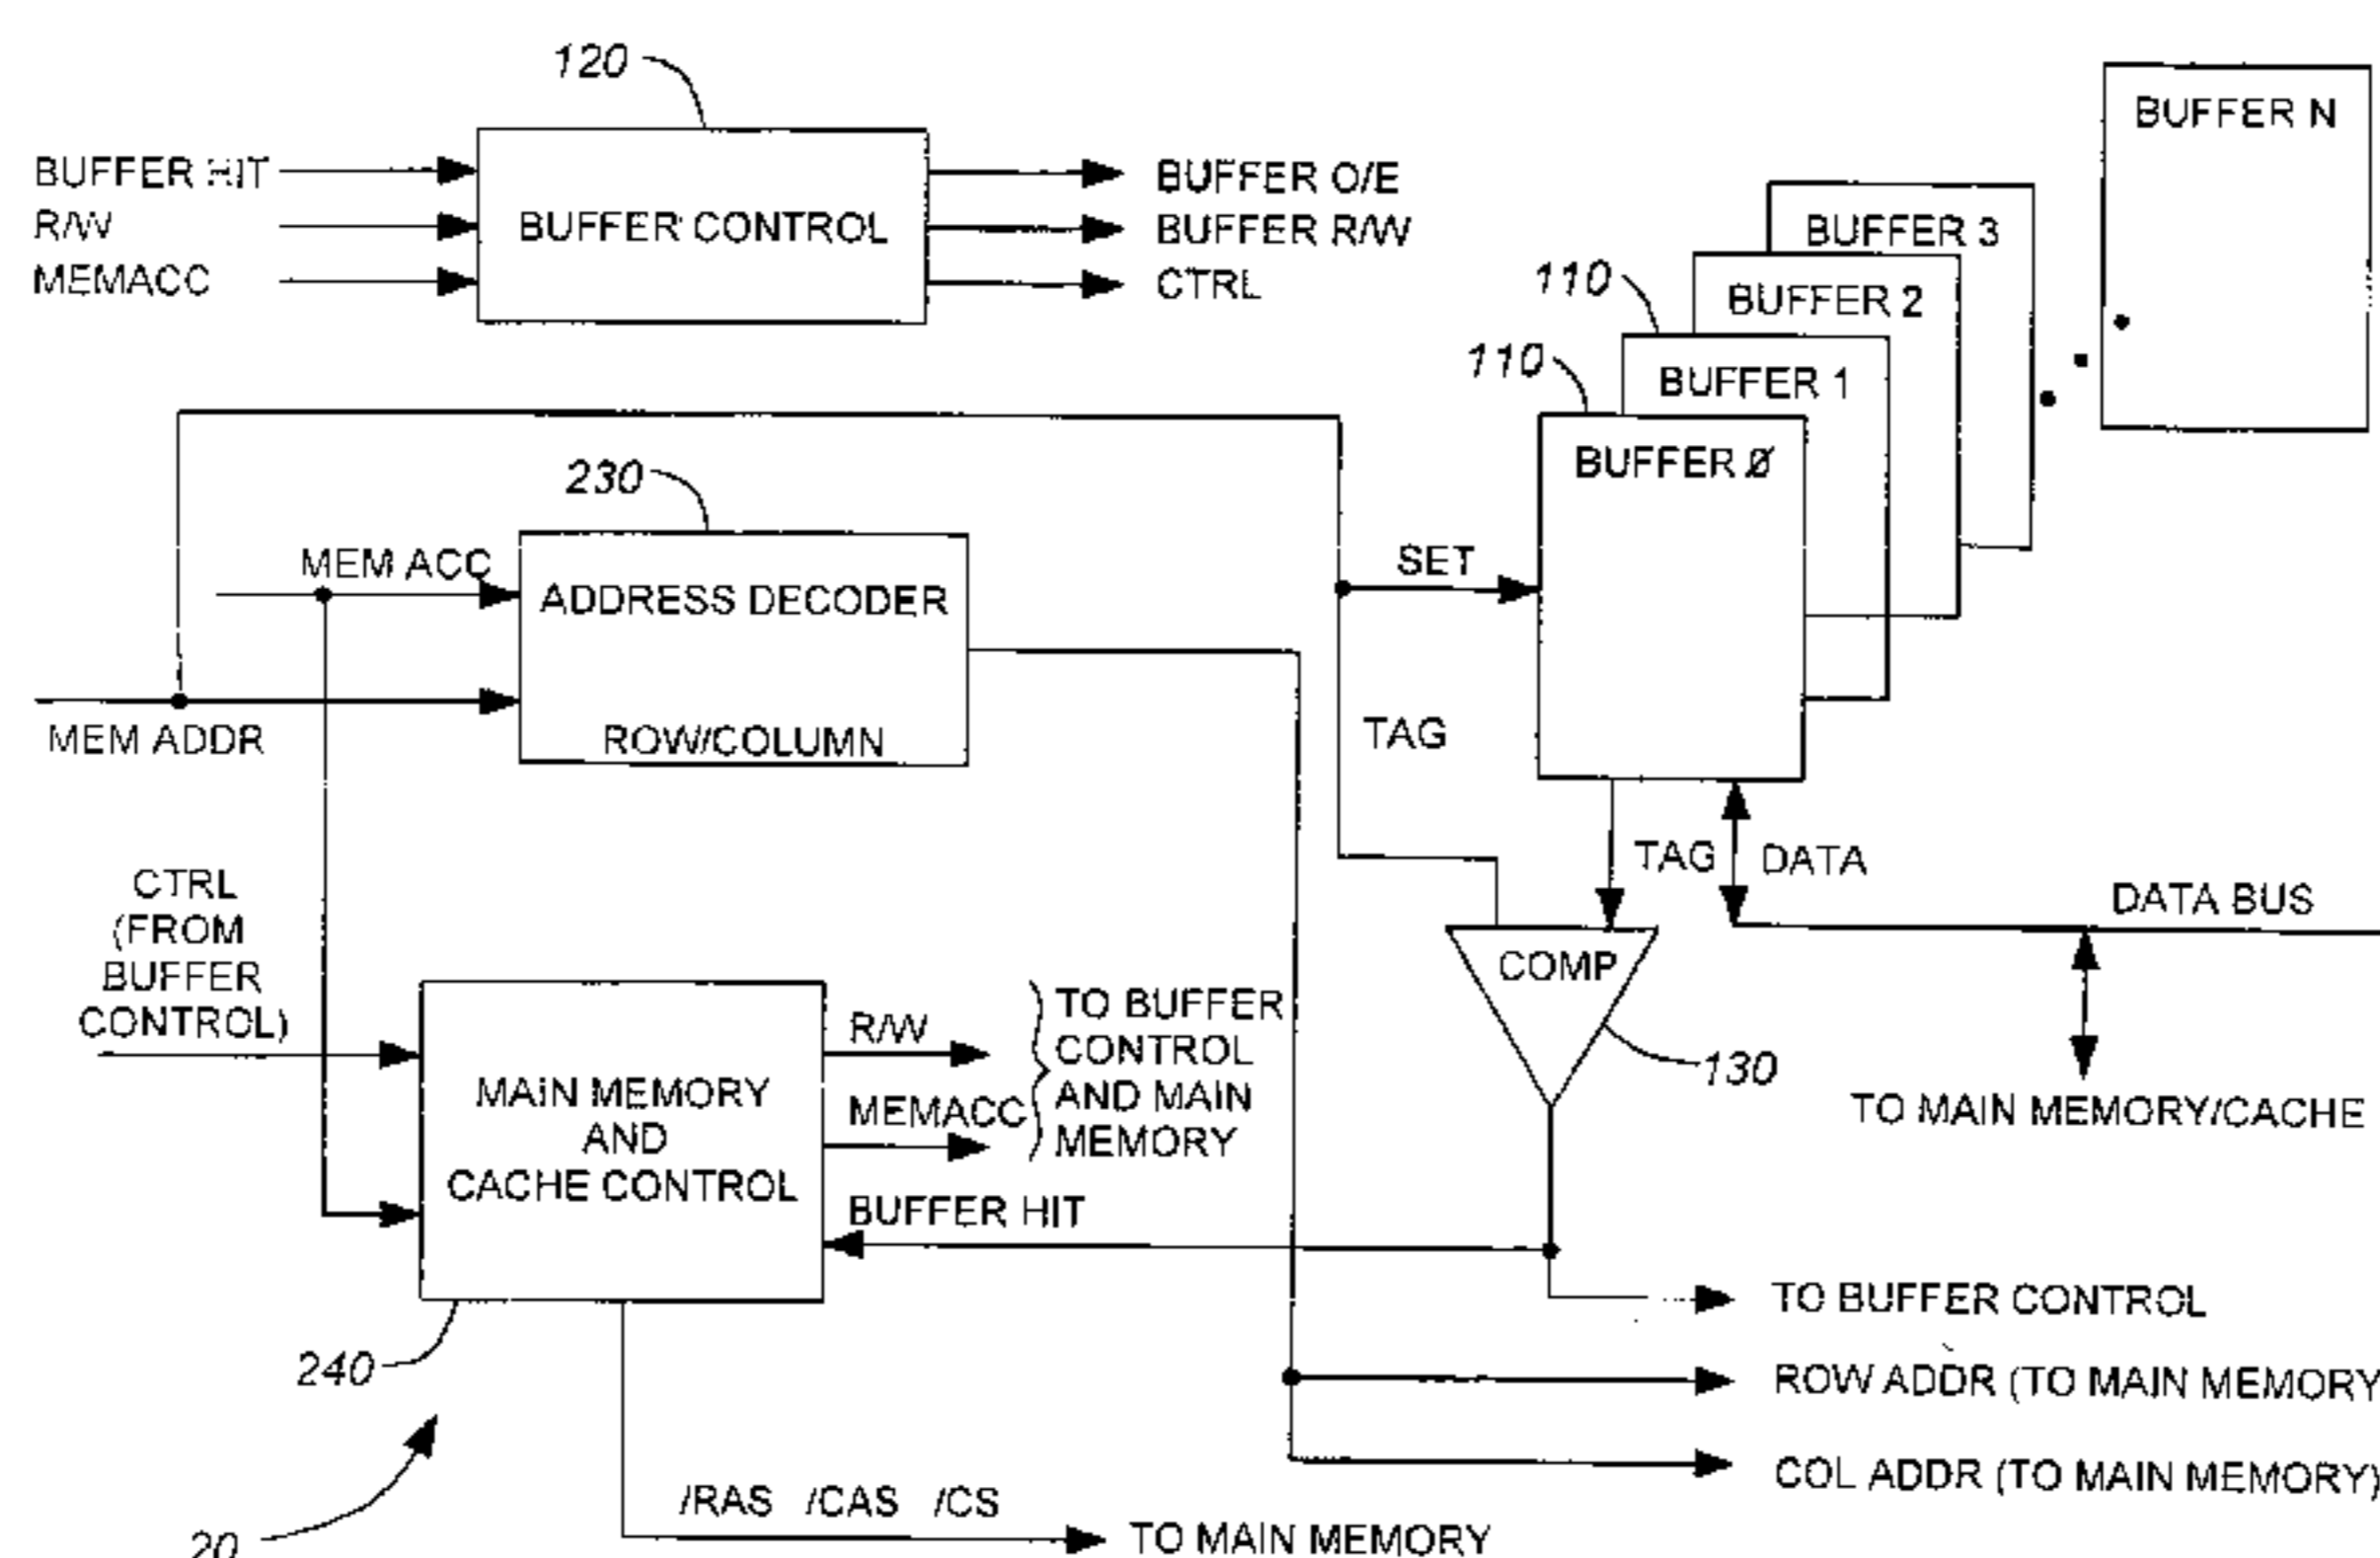 120
BUFFER HIT
R/W
MEMACC
BUFFER CONTROL
BUFFER O/E
BUFFER R/W
CTRL
BUFFER N
BUFFER 3
110
BUFFER 2
110
BUFFER 1
110
BUFFER Ø
230
MEM ACC
ADDRESS DECODER
SET
MEM ADDR
ROW/COLUMN
TAG
TAG
DATA
DATA BUS
CTRL
(FROM
BUFFER
CONTROL)
COMP
130
TO MAIN MEMORY/CACHE
MAIN MEMORY
AND
CACHE CONTROL
R/W
MEMACC
TO BUFFER
CONTROL
AND MAIN
MEMORY
BUFFER HIT
TO BUFFER CONTROL
240
ROW ADDR (TO MAIN MEMORY
COL ADDR (TO MAIN MEMORY)
20
/RAS /CAS /CS
TO MAIN MEMORY